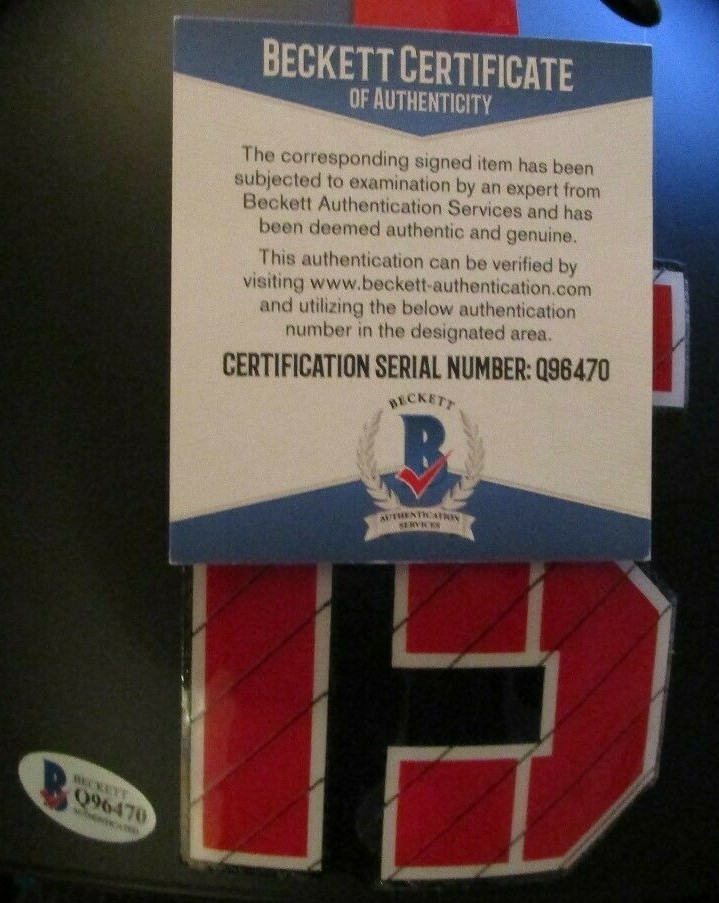 BECKETT CERTIFICATE
OF AUTHENTICITY
The corresponding signed item has been
subjected to examination by an expert from
Beckett Authentication Services and has
been deemed authentic and genuine.
This authentication can be verified by
visiting www.beckett-authentication.com
and utilizing the below authentication
number in the designated area.
CERTIFICATION SERIAL NUMBER: Q96470
BECKETT
B
AUTHENTICATION
SERVICES
B
BECKETT
Q96470
AUTHENTICATED